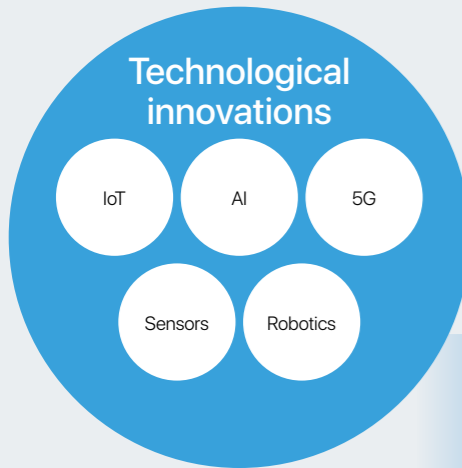 Technological
innovations
IoT
AI
5G
Sensors
Robotics